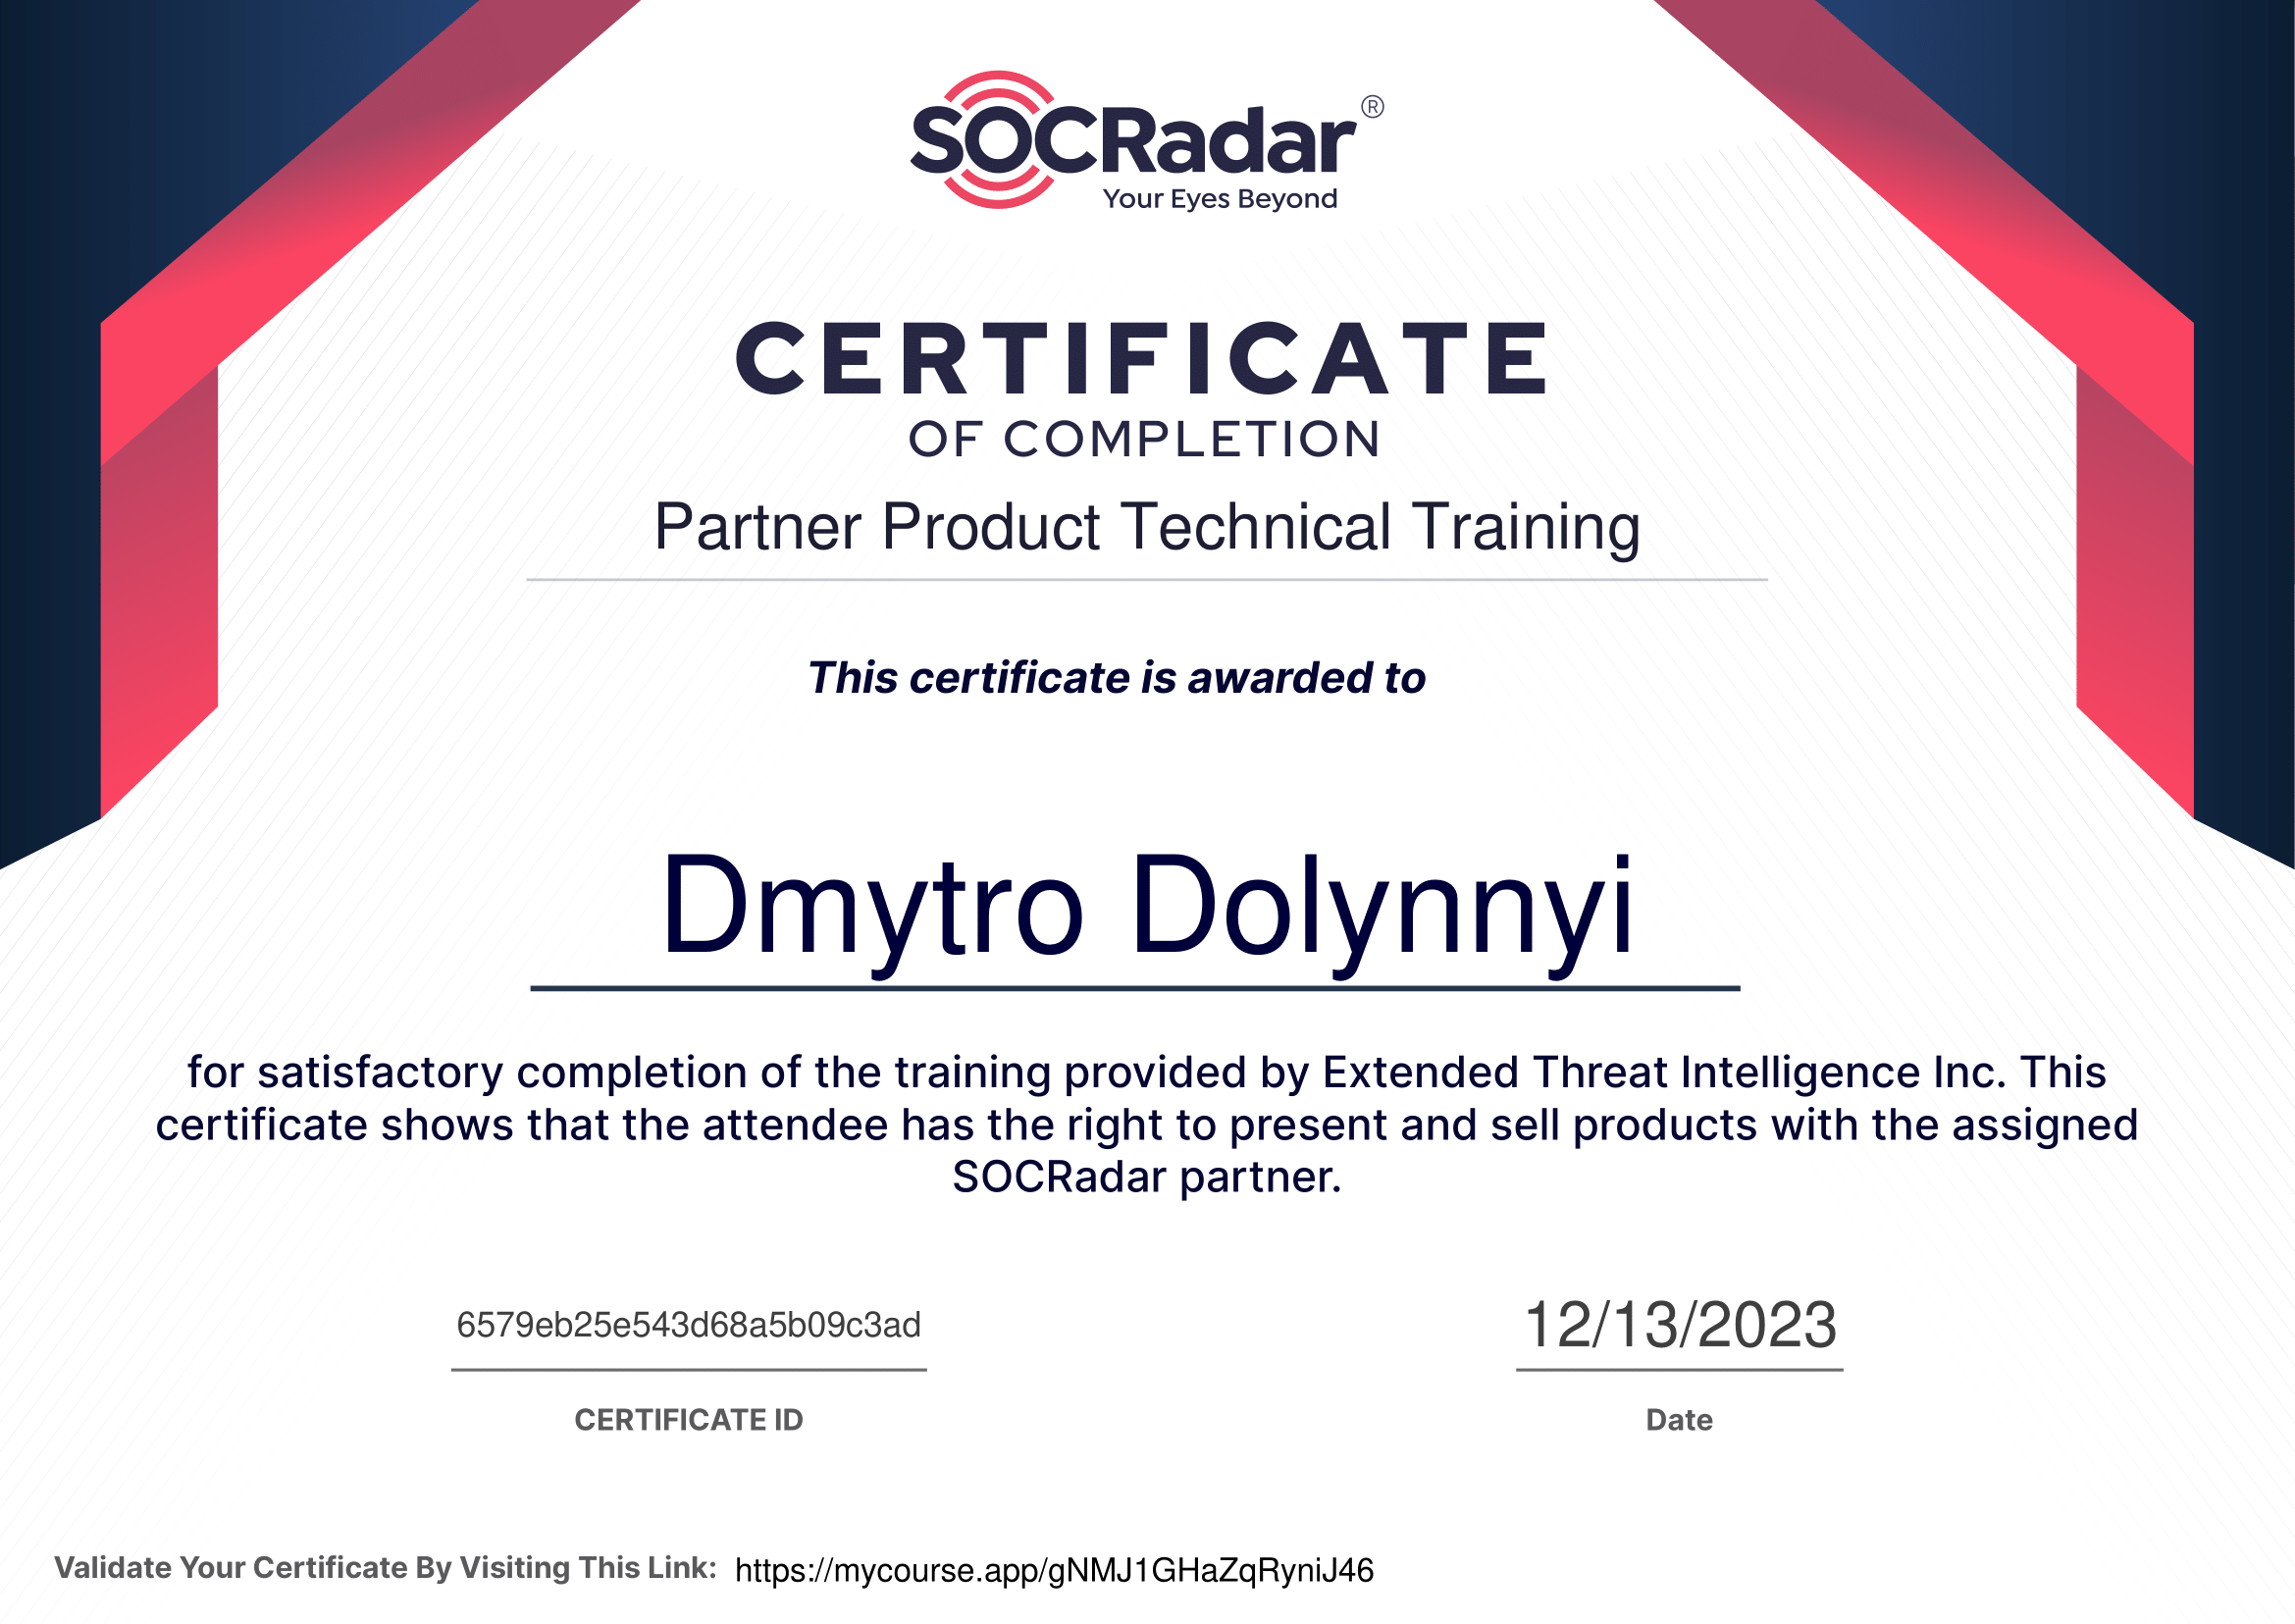 SOCRadar®
Your Eyes Beyond
CERTIFICATE
OF COMPLETION
Partner Product Technical Training
This certificate is awarded to
Dmytro Dolynnyi
for satisfactory completion of the training provided by Extended Threat Intelligence Inc. This
certificate shows that the attendee has the right to present and sell products with the assigned
SOCRadar partner.
6579eb25e543d68a5b09c3ad
CERTIFICATE ID
12/13/2023
Date
Validate Your Certificate By Visiting This Link: https://mycourse.app/gNMJ1GHaZqRyniJ46